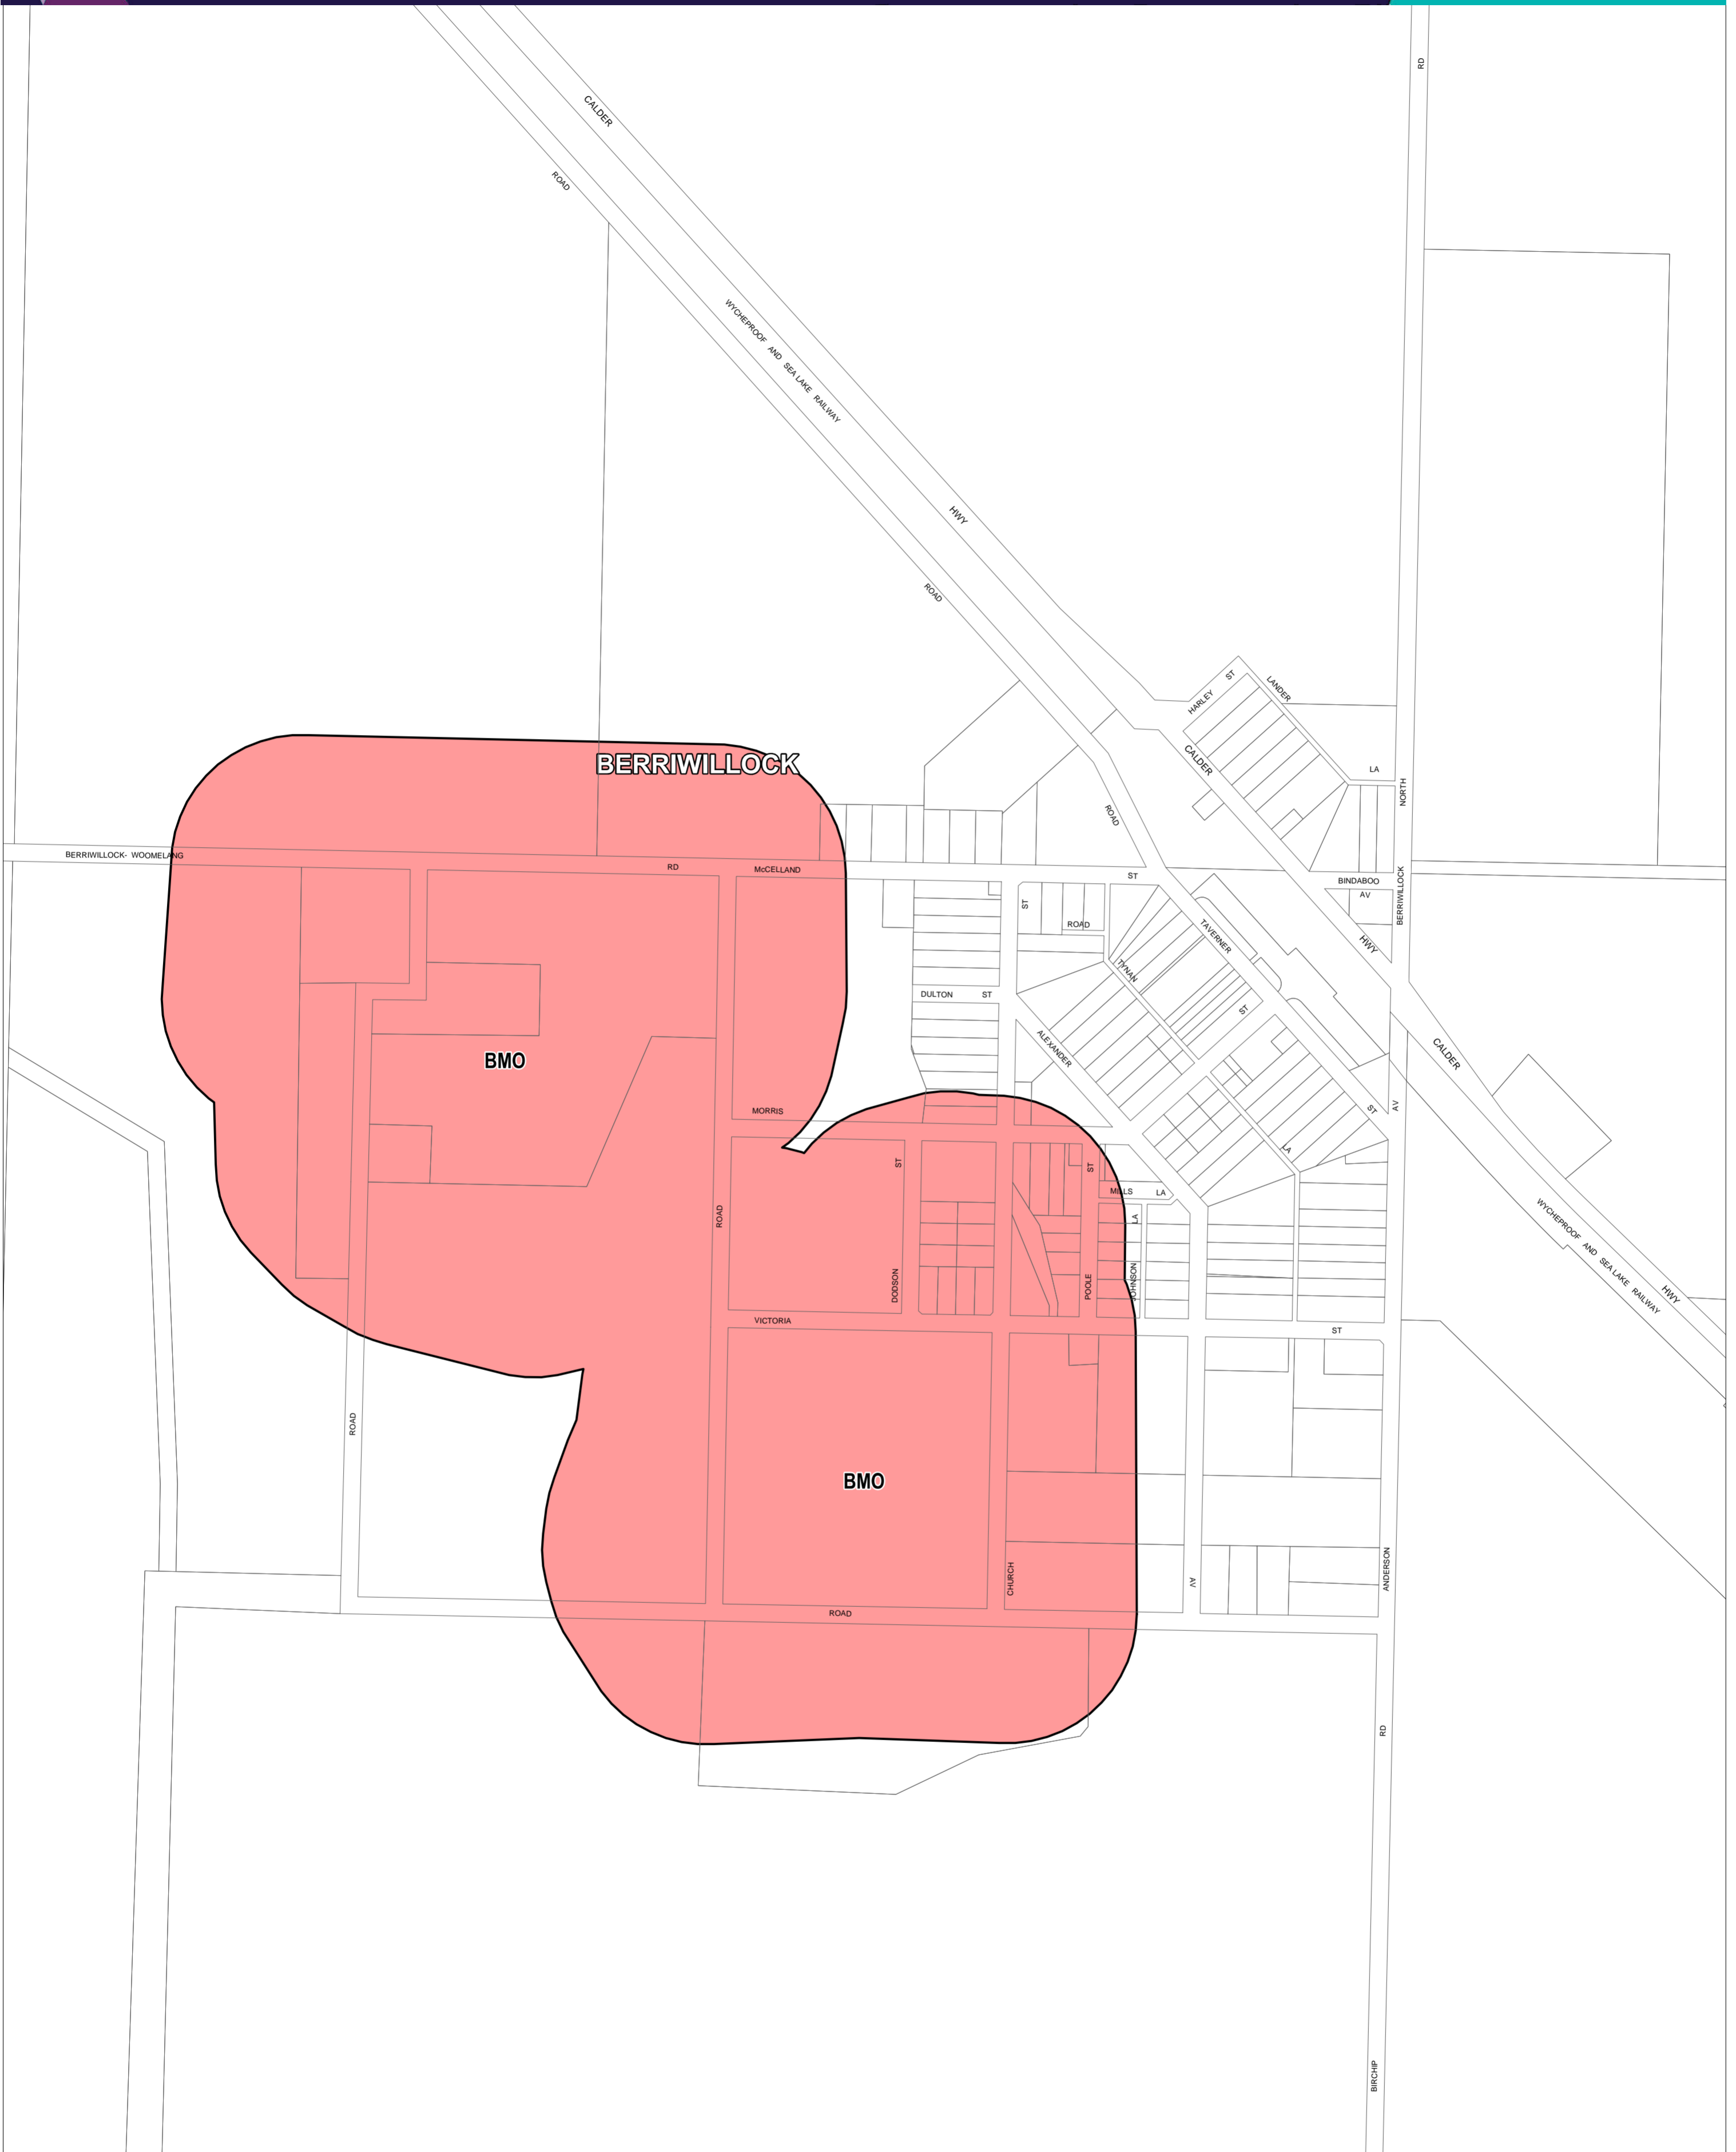 RD
CALDER
ROAD
WYCHEPROOF AND SEA LAKE RAILWAY
HWY
ROAD
HARLEY ST
LANDER
LA
CALDER
NORTH
BERRIWILLOCK
ROAD
BERRIWILLOCK- WOOMELANG
RD
McCELLAND
ST
BINDABOO
AV
BERRIWILLOCK
ST
ROAD
TAVERNER
HWY
TYNAN
DULTON ST
ST
ALEXANDER
CALDER
BMO
MORRIS
ST
AV
ST
ST
LA
MILLS LA
ROAD
LA
WYCHEPROOF AND SEA LAKE RAILWAY
DODSON
POOLE
JOHNSON
HWY
VICTORIA
ST
ROAD
BMO
CHURCH
AV
ANDERSON
ROAD
RD
BIRCHIP